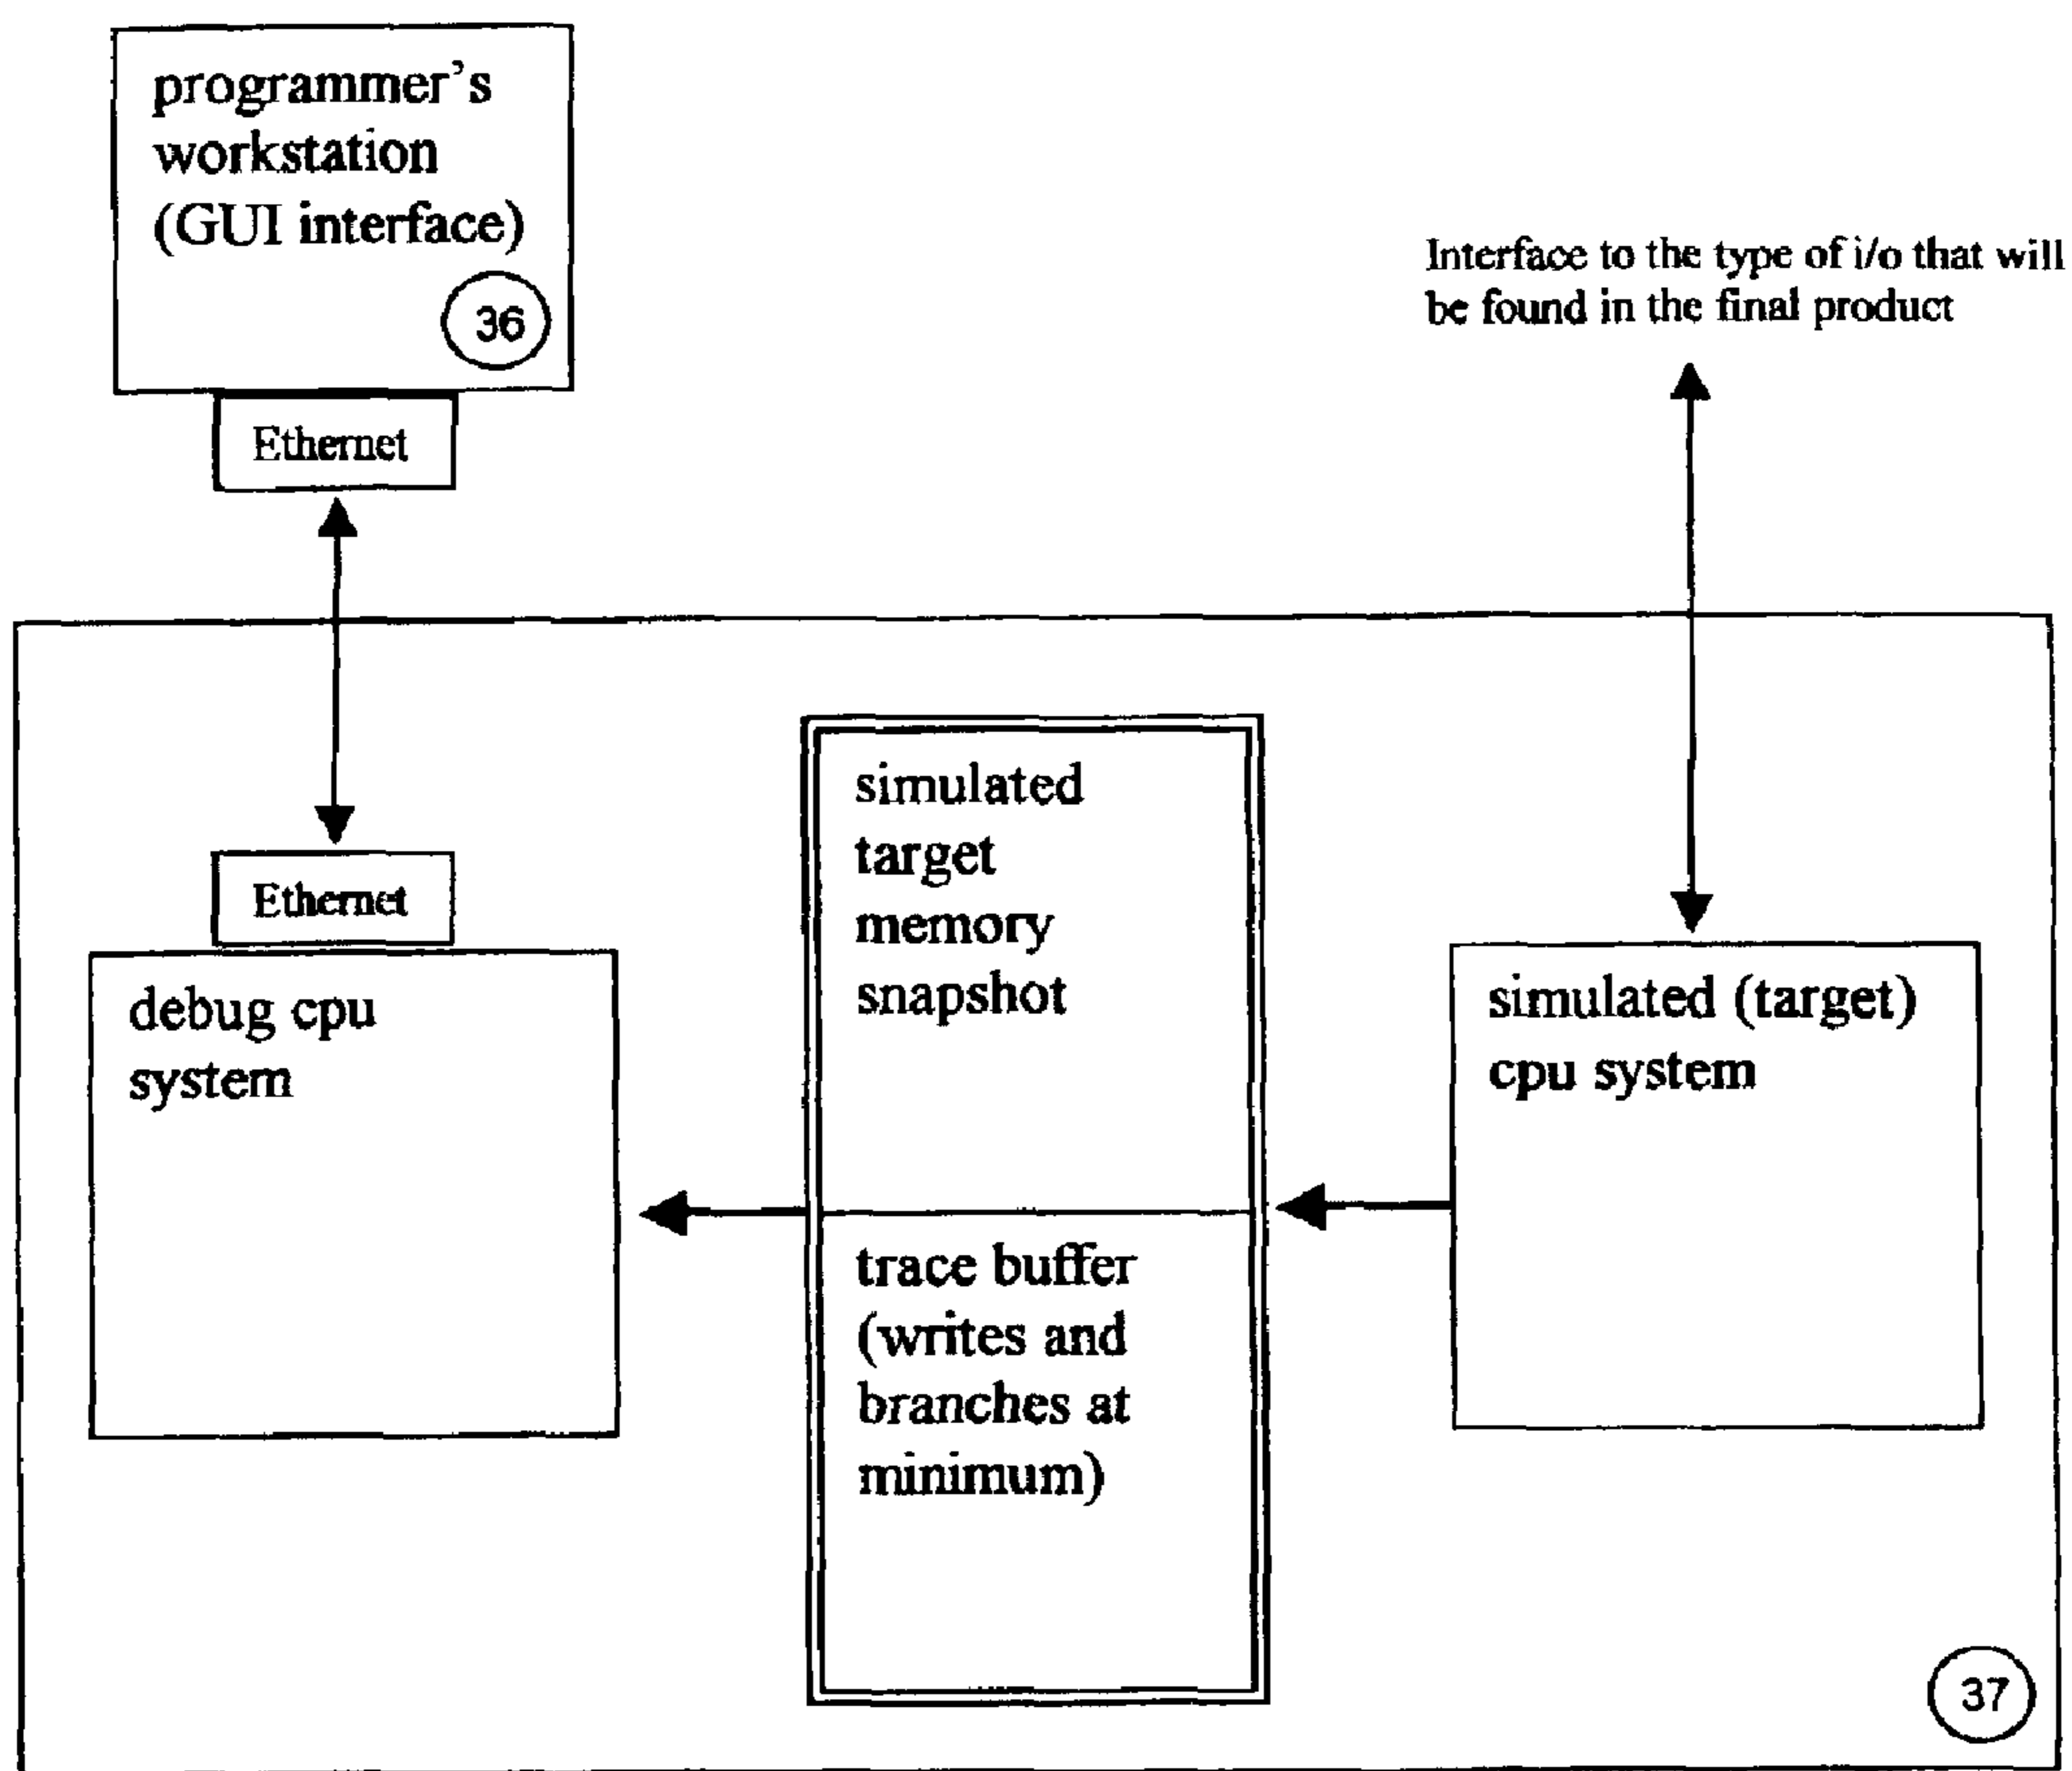 programmer's
workstation
(GUI interface)
36
Ethernet
Interface to the type of i/o that will
be found in the final product
Ethernet
debug cpu
system
simulated
target
memory
snapshot
trace buffer
(writes and
branches at
minimum)
simulated (target)
cpu system
37